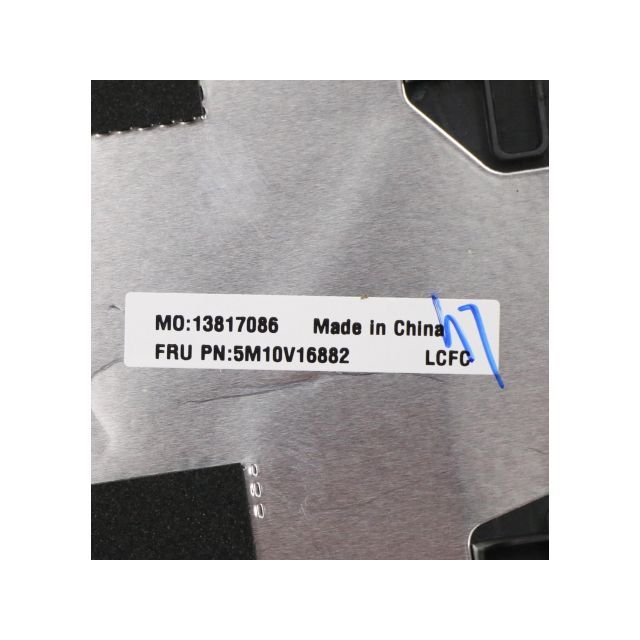 MO:13817086 Made in China
FRU PN:5M10V16882 LCFC